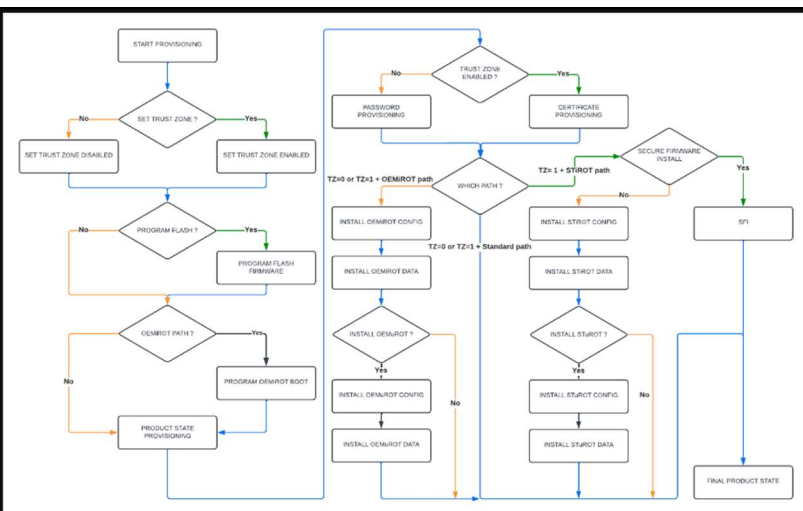 START PROVISIONING
SET TRUST ZONE ?
No
Yes
SET TRUST ZONE DISABLED
SET TRUST ZONE ENABLED
PROGRAM FLASH ?
No
Yes
PROGRAM FLASH
FIRMWARE
OEMiROT PATH ?
Yes
No
PROGRAM OEMiROT BOOT
PRODUCT STATE
PROVISIONING
TRUST ZONE
ENABLED ?
No
Yes
PASSWORD
PROVISIONING
CERTIFICATE
PROVISIONING
WHICH PATH ?
TZ=0 or TZ=1 + OEMiROT path
TZ= 1 + STiROT path
TZ=0 or TZ=1 + Standard path
INSTALL OEMiROT CONFIG
INSTALL OEMIROT DATA
INSTALL OEMuROT ?
Yes
No
INSTALL OEMuROT CONFIG
INSTALL OEMuROT DATA
SECURE FIRMWARE
INSTALL
No
Yes
INSTALL STiROT CONFIG
INSTALL STiROT DATA
INSTALL STuROT ?
Yes
No
INSTALL STuROT CONFIG
INSTALL STuROT DATA
SFI
FINAL PRODUCT STATE